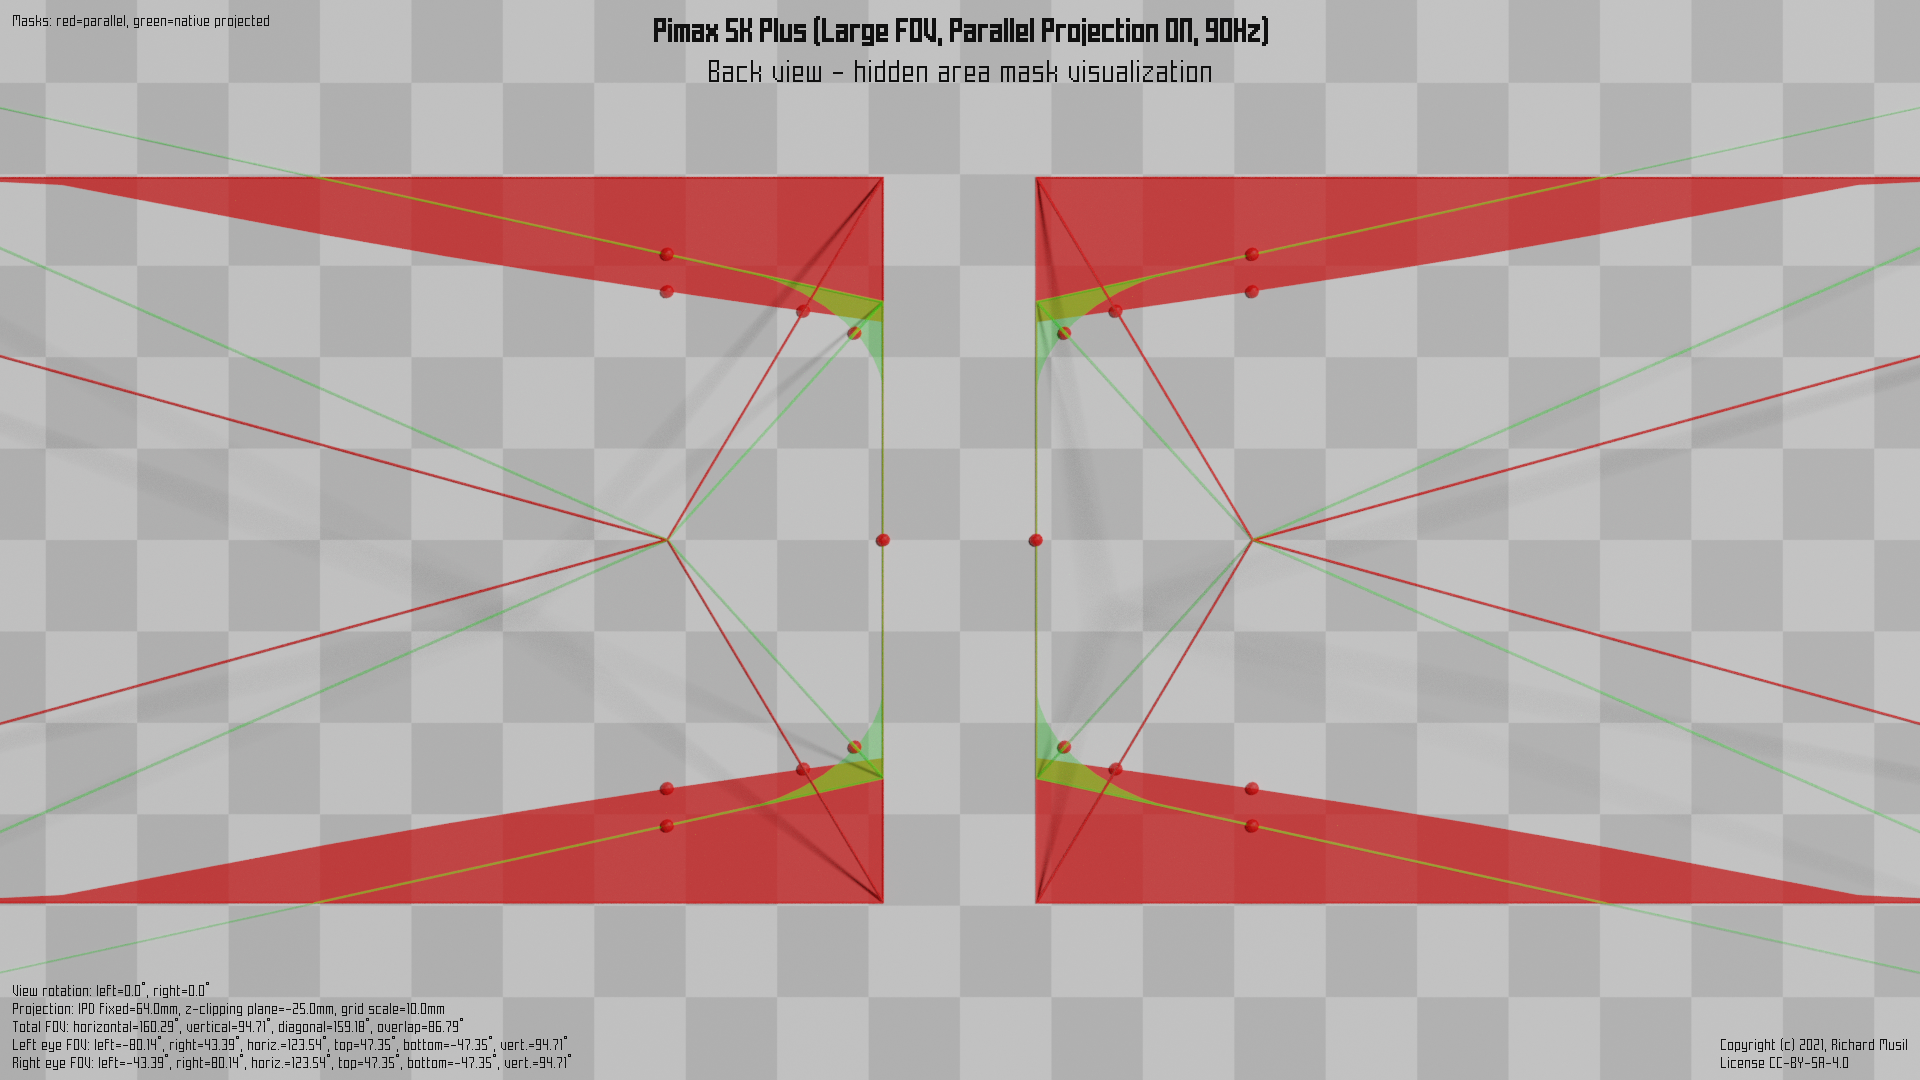 Masks: red=parallel, green=native projected
Pimax 5K Plus (Large FOV, Parallel Projection ON, 90Hz)
Back view - hidden area mask visualization
View rotation: left=0.0°, right=0.0°
Projection: IPD fixed=64.0mm, z-clipping plane=-25.0mm, grid scale=10.0mm
Total FOV: horizontal=160.29°, vertical=94.71°, diagonal=159.18°, overlap=86.79°
Left eye FOV: left=-80.14°, right=43.39°, horiz.=123.54°, top=47.35°, bottom=-47.35°, vert.=94.71°
Right eye FOV: left=-43.39°, right=80.14°, horiz.=123.54°, top=47.35°, bottom=-47.35°, vert.=94.71°
Copyright (c) 2021, Richard Musil
License CC-BY-SA-4.0